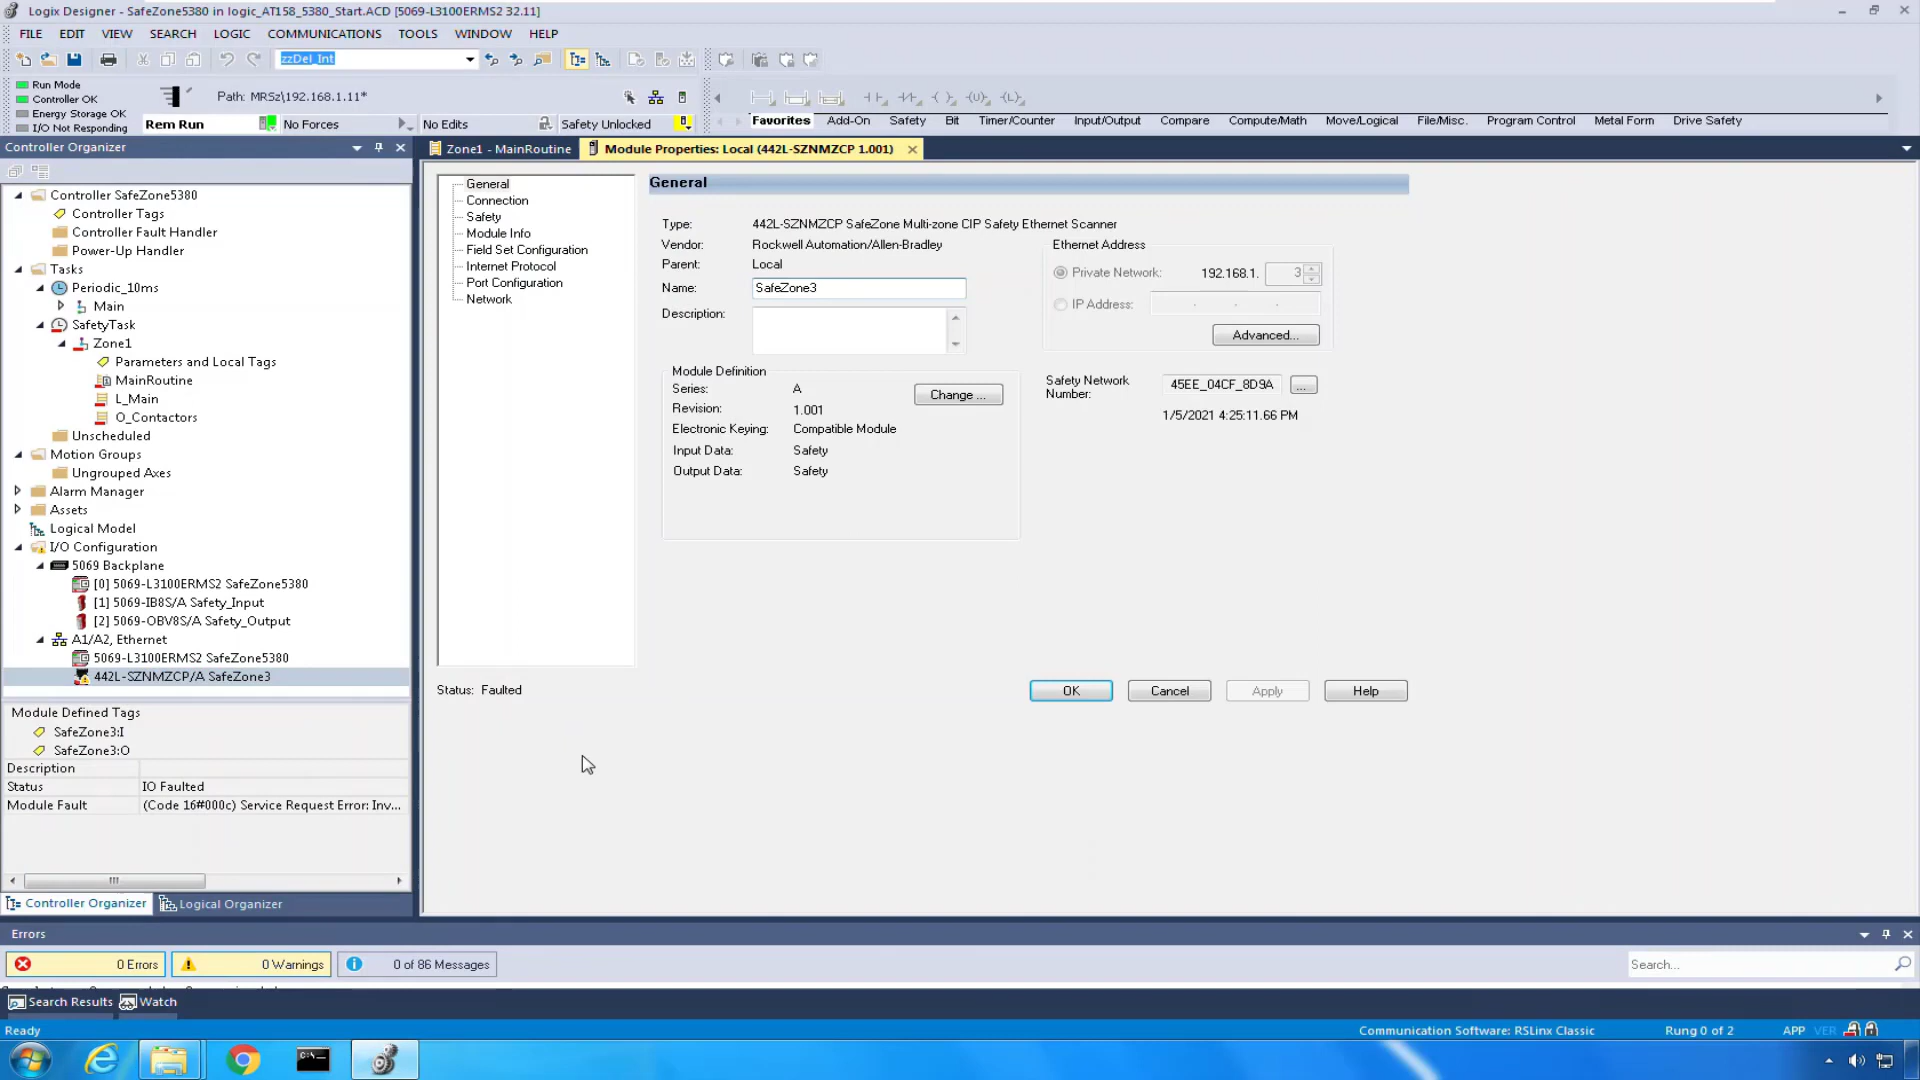 Logix Designer - SafeZone5380 in logic_AT158_5380_Start.ACD [5069-L3100ERMS2 32.11]
FILE EDIT VIEW SEARCH LOGIC COMMUNICATIONS TOOLS WINDOW HELP
zzDel_Int
Run Mode
Controller OK
Energy Storage OK
I/O Not Responding
Path: MRSz\192.168.1.11*
Rem Run
No Forces
No Edits
Safety Unlocked
Favorites Add-On Safety Bit Timer/Counter Input/Output Compare Compute/Math Move/Logical File/Misc. Program Control Metal Form Drive Safety
Controller Organizer
Controller SafeZone5380
Controller Tags
Controller Fault Handler
Power-Up Handler
Tasks
Periodic_10ms
Main
SafetyTask
Zone1
Parameters and Local Tags
MainRoutine
L_Main
O_Contactors
Unscheduled
Motion Groups
Ungrouped Axes
Alarm Manager
Assets
Logical Model
I/O Configuration
5069 Backplane
[0] 5069-L3100ERMS2 SafeZone5380
[1] 5069-IB8S/A Safety_Input
[2] 5069-OBV8S/A Safety_Output
A1/A2, Ethernet
5069-L3100ERMS2 SafeZone5380
442L-SZNMZCP/A SafeZone3
Module Defined Tags
SafeZone3:I
SafeZone3:O
Description
Status IO Faulted
Module Fault (Code 16#000c) Service Request Error: Inv...
Controller Organizer
Logical Organizer
Zone1 - MainRoutine
Module Properties: Local (442L-SZNMZCP 1.001)
General
Connection
Safety
Module Info
Field Set Configuration
Internet Protocol
Port Configuration
Network
Status: Faulted
General
Type: 442L-SZNMZCP SafeZone Multi-zone CIP Safety Ethernet Scanner
Vendor: Rockwell Automation/Allen-Bradley
Parent: Local
Name: SafeZone3
Description:
Module Definition
Series: A
Revision: 1.001
Electronic Keying: Compatible Module
Input Data: Safety
Output Data: Safety
Change ...
Ethernet Address
Private Network: 192.168.1. 3
IP Address: . . .
Advanced...
Safety Network Number: 45EE_04CF_8D9A ...
1/5/2021 4:25:11.66 PM
OK Cancel Apply Help
Errors
0 Errors
0 Warnings
0 of 86 Messages
Search...
Search Results
Watch
Ready
Communication Software: RSLinx Classic
Rung 0 of 2
APP VER